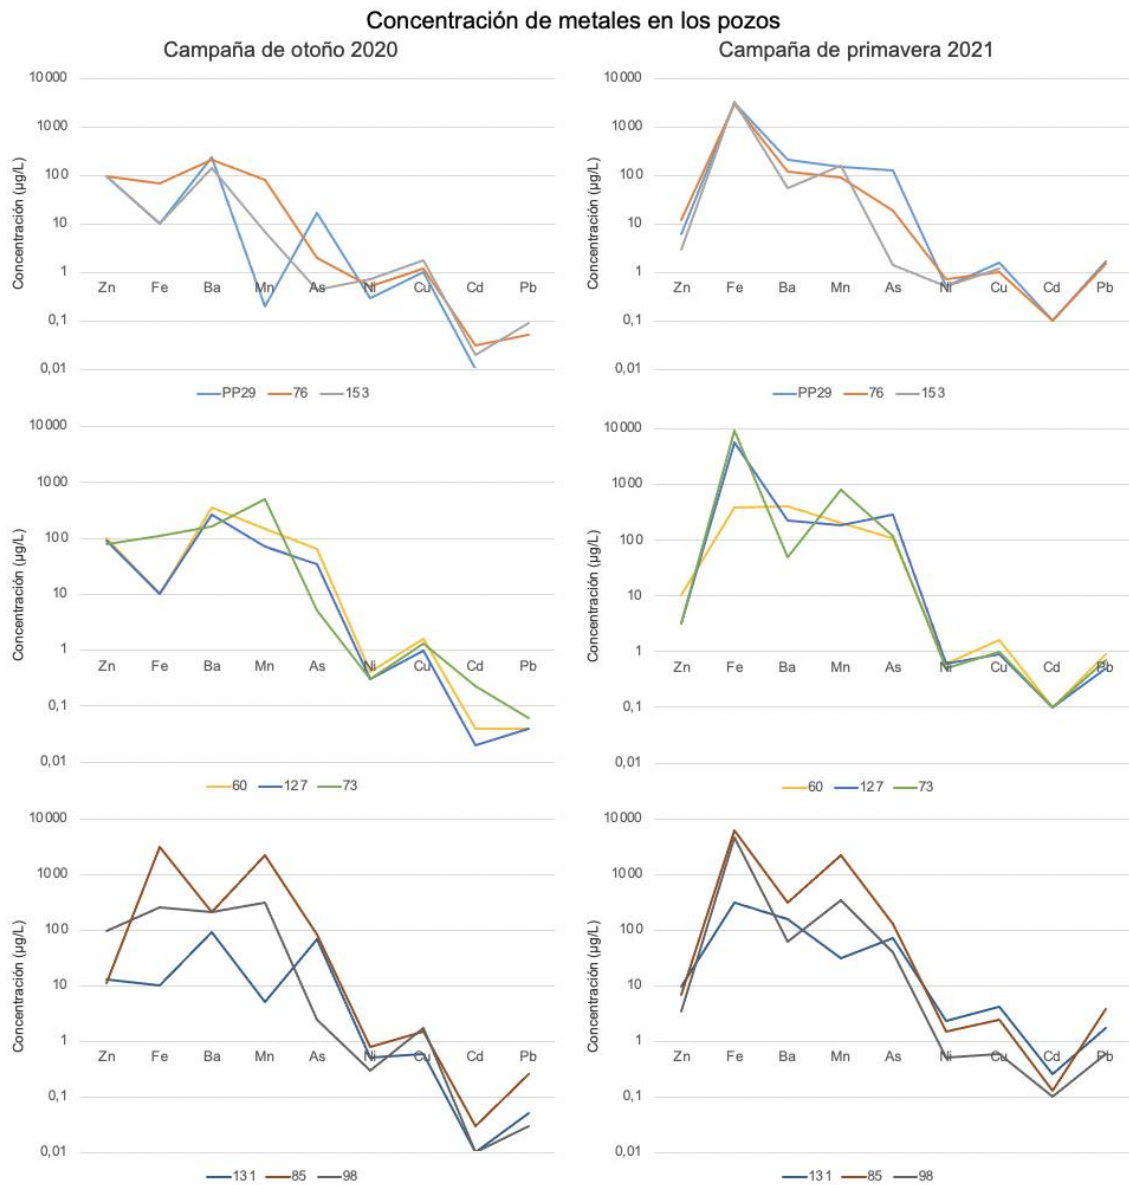 Concentración de metales en los pozos
Campaña de otoño 2020
Campaña de primavera 2021
Concentración (µg/L)
10 000
1000
100
10
1
0,1
0,01
Zn Fe Ba Mn As Ni Cu Cd Pb
PP29 76 153
Concentración (µg/L)
10 000
1000
100
10
1
0,1
0,01
Zn Fe Ba Mn As Ni Cu Cd Pb
PP29 76 153
Concentración (µg/L)
10 000
1000
100
10
1
0,1
0,01
Zn Fe Ba Mn As Ni Cu Cd Pb
60 127 73
Concentración (µg/L)
10 000
1000
100
10
1
0,1
0,01
Zn Fe Ba Mn As Ni Cu Cd Pb
60 127 73
Concentración (µg/L)
10 000
1000
100
10
1
0,1
0,01
Zn Fe Ba Mn As Ni Cu Cd Pb
131 85 98
Concentración (µg/L)
10 000
1000
100
10
1
0,1
0,01
Zn Fe Ba Mn As Ni Cu Cd Pb
131 85 98